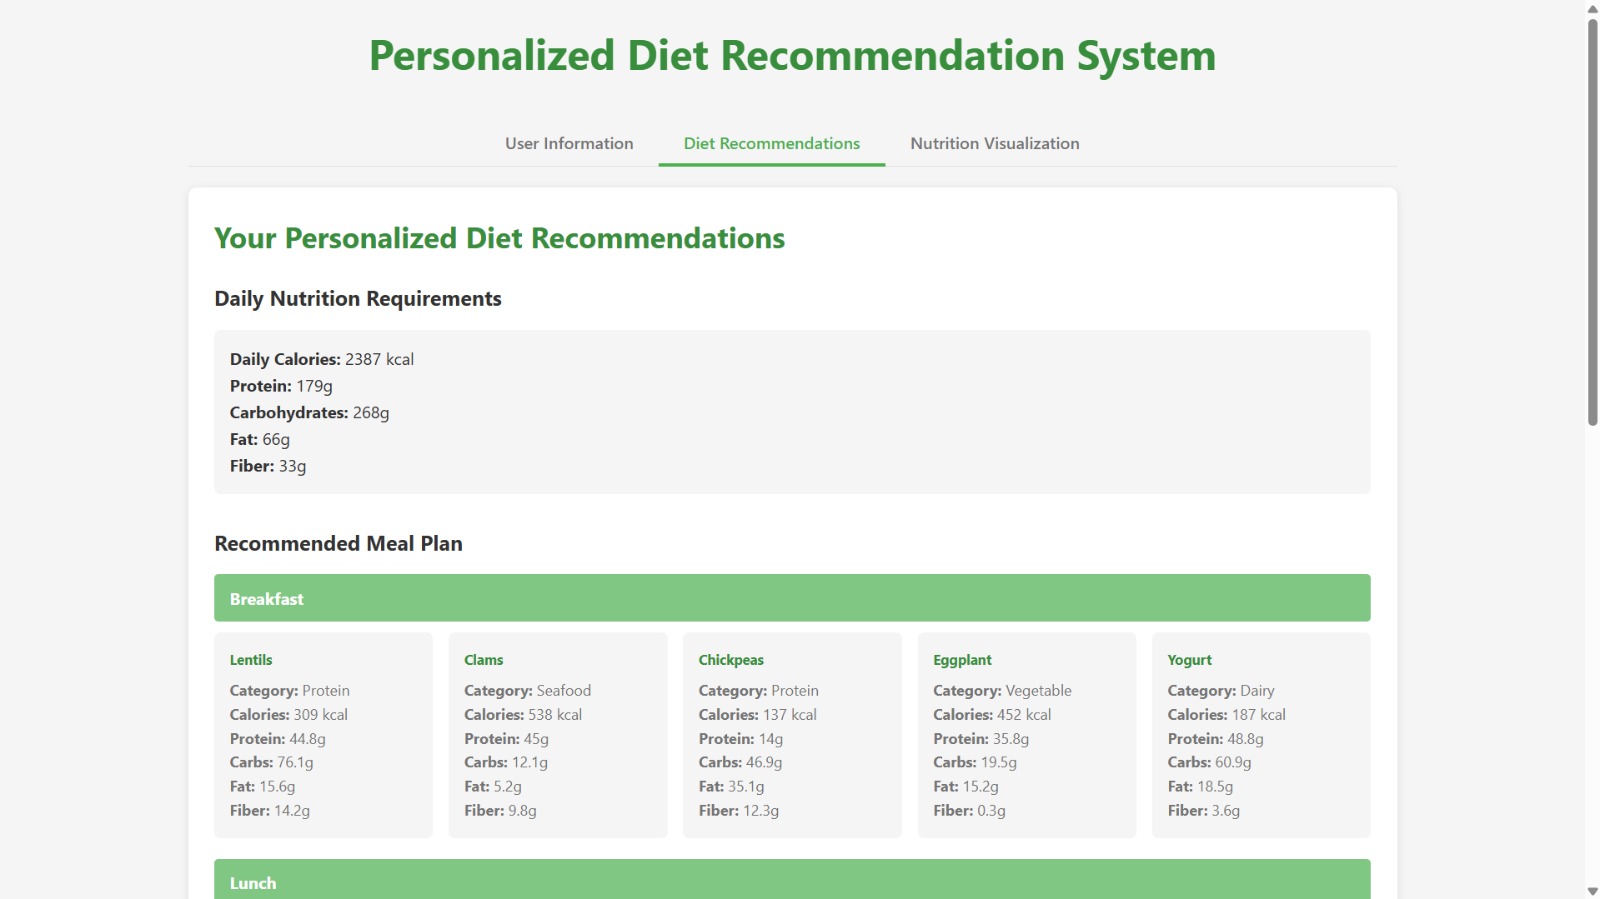 Personalized Diet Recommendation System
User Information
Diet Recommendations
Nutrition Visualization
Your Personalized Diet Recommendations
Daily Nutrition Requirements
Daily Calories: 2387 kcal
Protein: 179g
Carbohydrates: 268g
Fat: 66g
Fiber: 33g
Recommended Meal Plan
Breakfast
Lentils
Category: Protein
Calories: 309 kcal
Protein: 44.8g
Carbs: 76.1g
Fat: 15.6g
Fiber: 14.2g
Clams
Category: Seafood
Calories: 538 kcal
Protein: 45g
Carbs: 12.1g
Fat: 5.2g
Fiber: 9.8g
Chickpeas
Category: Protein
Calories: 137 kcal
Protein: 14g
Carbs: 46.9g
Fat: 35.1g
Fiber: 12.3g
Eggplant
Category: Vegetable
Calories: 452 kcal
Protein: 35.8g
Carbs: 19.5g
Fat: 15.2g
Fiber: 0.3g
Yogurt
Category: Dairy
Calories: 187 kcal
Protein: 48.8g
Carbs: 60.9g
Fat: 18.5g
Fiber: 3.6g
Lunch